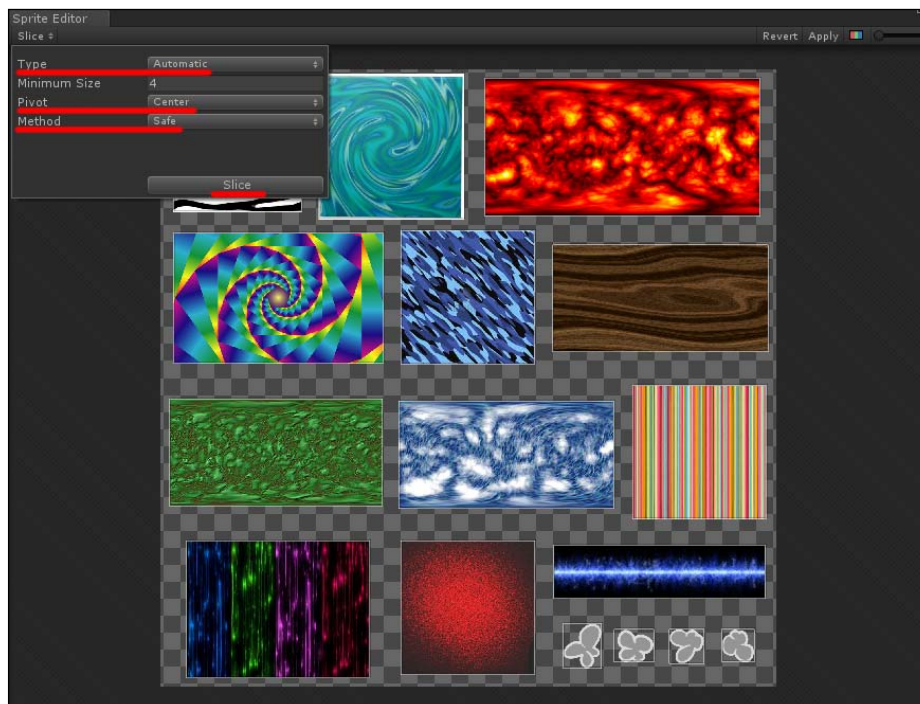 Sprite Editor
Slice
Revert Apply
Type Automatic
Minimum Size 4
Pivot Center
Method Safe
Slice